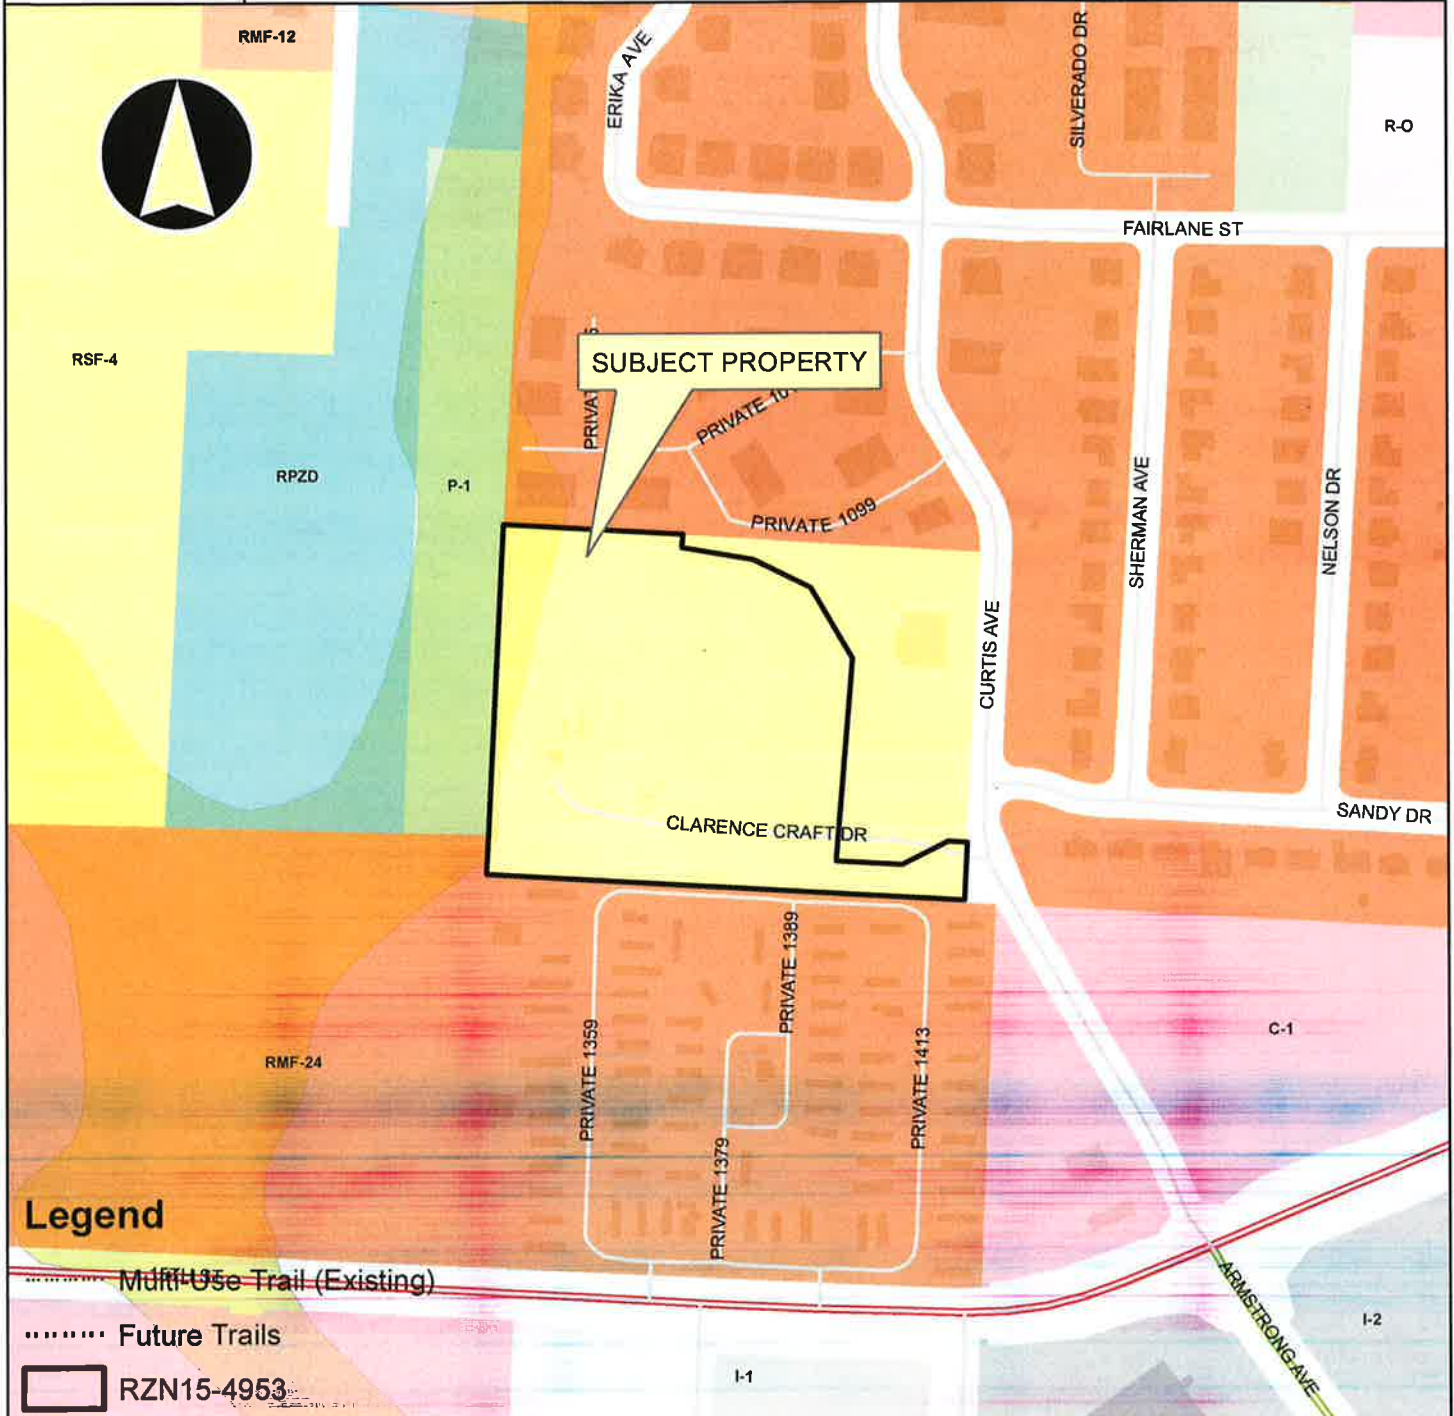 RMF-12
ERIKA AVE
SILVERADO DR
R-O
FAIRLANE ST
RSF-4
SUBJECT PROPERTY
PRIVATE
PRIVATE
RPZD
P-1
PRIVATE 1099
SHERMAN AVE
NELSON DR
CURTIS AVE
CLARENCE CRAFT DR
SANDY DR
PRIVATE 1389
C-1
PRIVATE 1359
RMF-24
PRIVATE 1413
PRIVATE 1379
Legend
Multi-Use Trail (Existing)
ARMSTRONG AVE
I-2
Future Trails
I-1
RZN15-4953